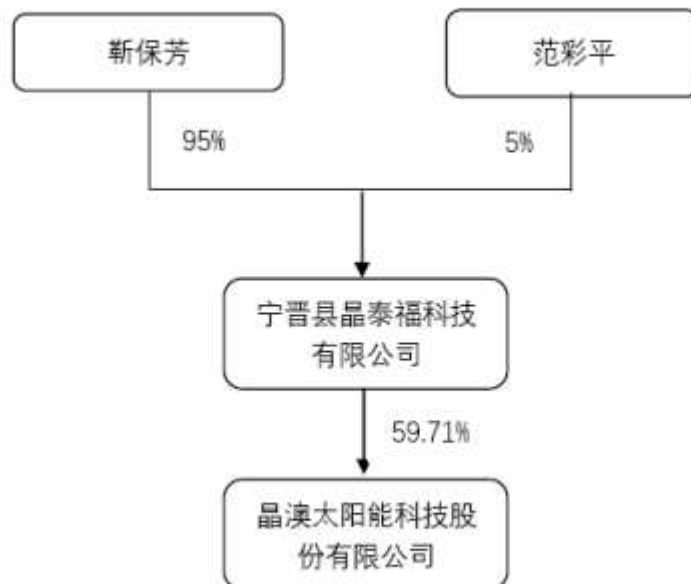 靳保芳
范彩平
95%
5%
宁晋县晶泰福科技
有限公司
59.71%
晶澳太阳能科技股
份有限公司